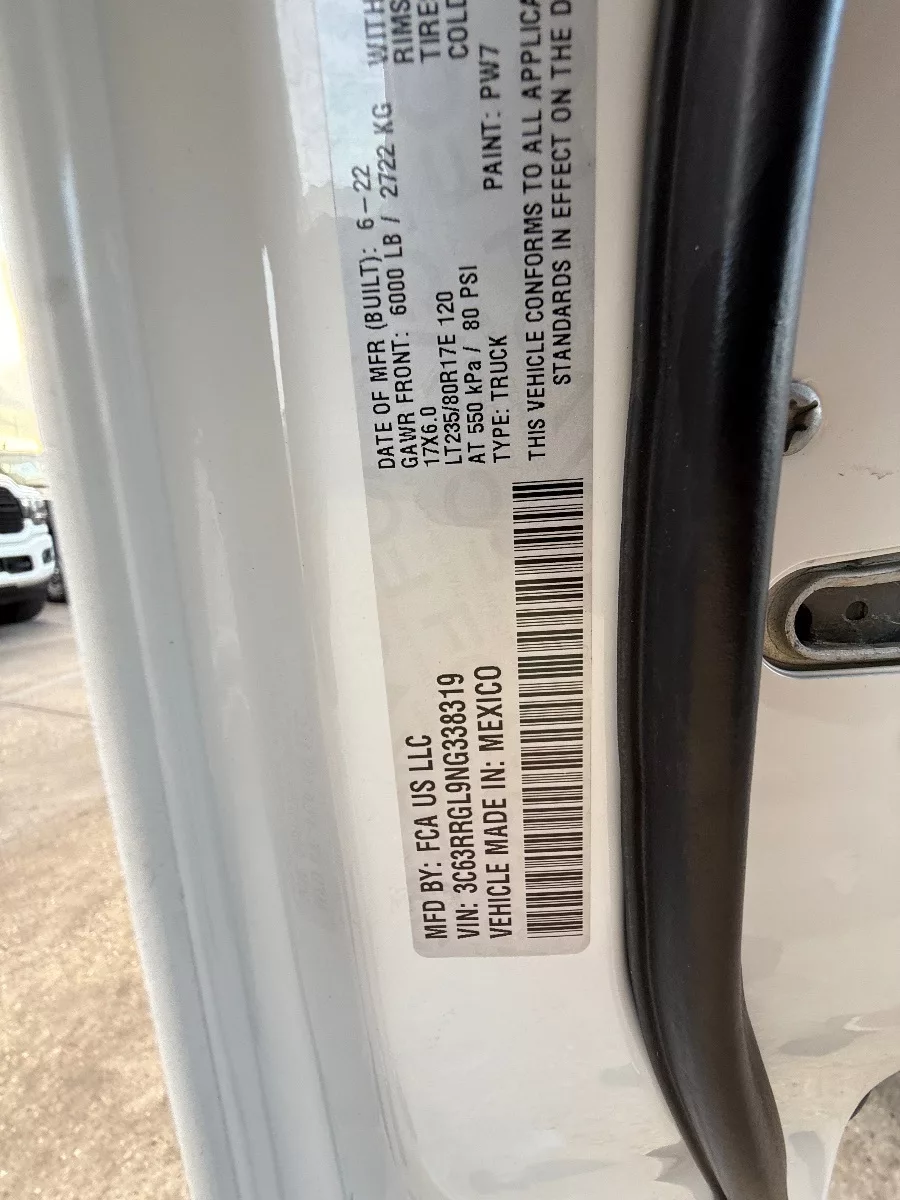 MFD BY: FCA US LLC
VIN: 3C63RRGL9NG338319
VEHICLE MADE IN: MEXICO
DATE OF MFR (BUILT): 6-22
GAWR FRONT: 6000 LB / 2722 KG WITH
17X6.0 RIMS
LT235/80R17E 120 TIRE
AT 550 kPa / 80 PSI COLD
TYPE: TRUCK PAINT: PW7
THIS VEHICLE CONFORMS TO ALL APPLICA
STANDARDS IN EFFECT ON THE D